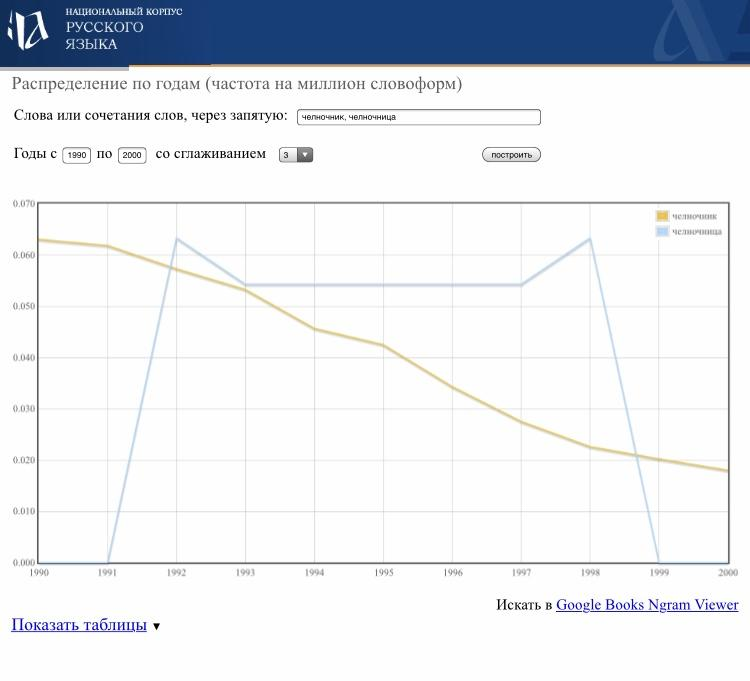 НАЦИОНАЛЬНЫЙ КОРПУС
РУССКОГО
ЯЗЫКА
Распределение по годам (частота на миллион словоформ)
Слова или сочетания слов, через запятую: челночник, челночница
Годы с 1990 по 2000 со сглаживанием 3 ▼ построить
0.070
челночник
челночница
0.060
0.050
0.040
0.030
0.020
0.010
0.000
1990 1991 1992 1993 1994 1995 1996 1997 1998 1999 2000
Искать в Google Books Ngram Viewer
Показать таблицы ▼